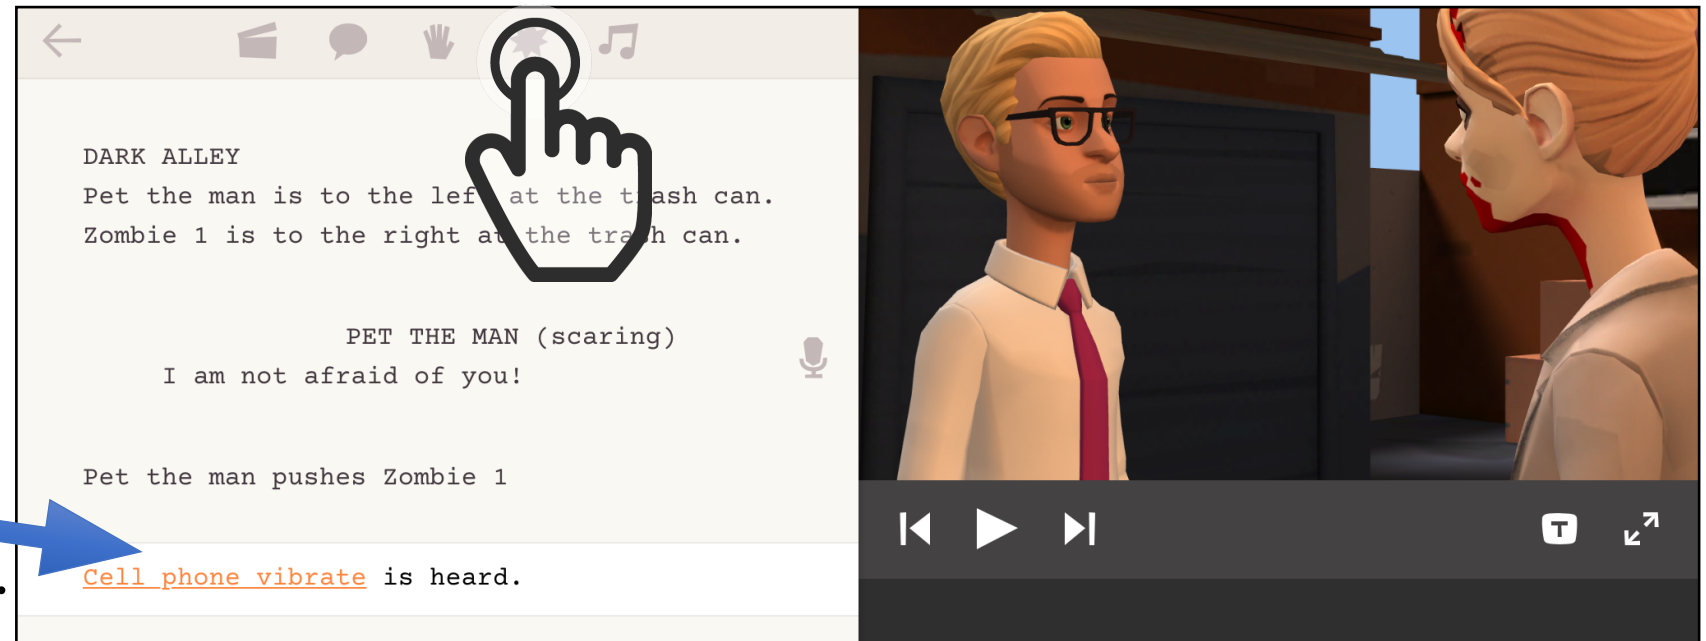 DARK ALLEY
Pet the man is to the left at the trash can.
Zombie 1 is to the right at the trash can.
PET THE MAN (scaring)
I am not afraid of you!
Pet the man pushes Zombie 1
Cell phone vibrate is heard.
T